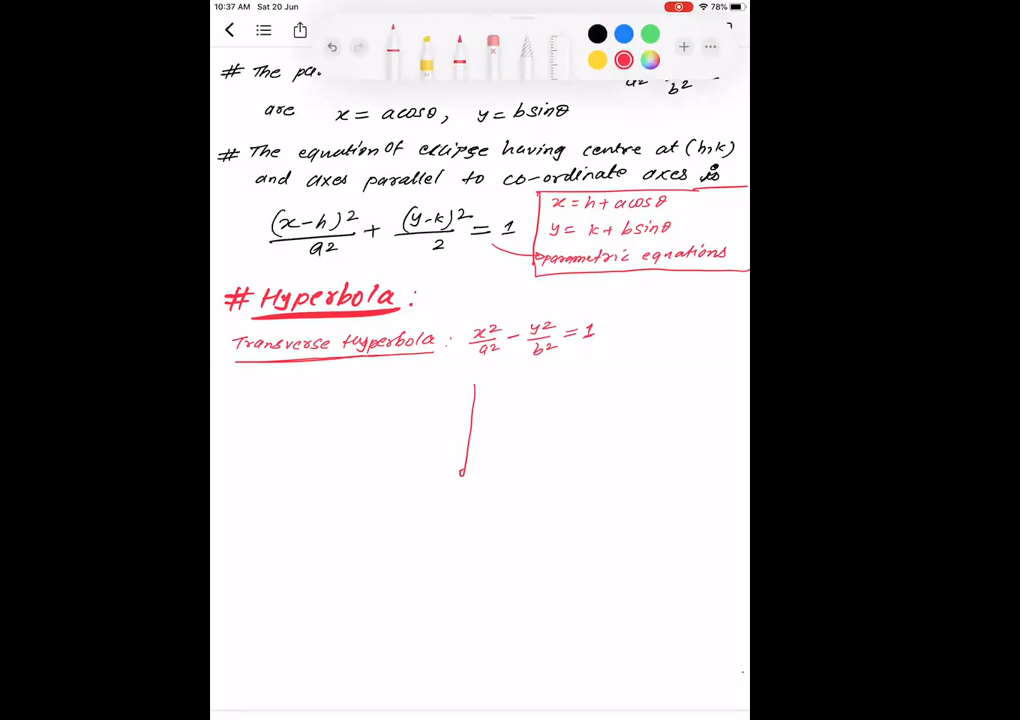 10:37 AM Sat 20 Jun 78%
# The pa.
a2 b2
are x = acosθ, y = bsinθ
# The equation of ellipse having centre at (h,k)
and axes parallel to co-ordinate axes is
(x-h)2/a2 + (y-k)2/2 = 1
x = h + acosθ
y = k + bsinθ
parametric equations
# Hyperbola :
Transverse Hyperbola : x2/a2 - y2/b2 = 1